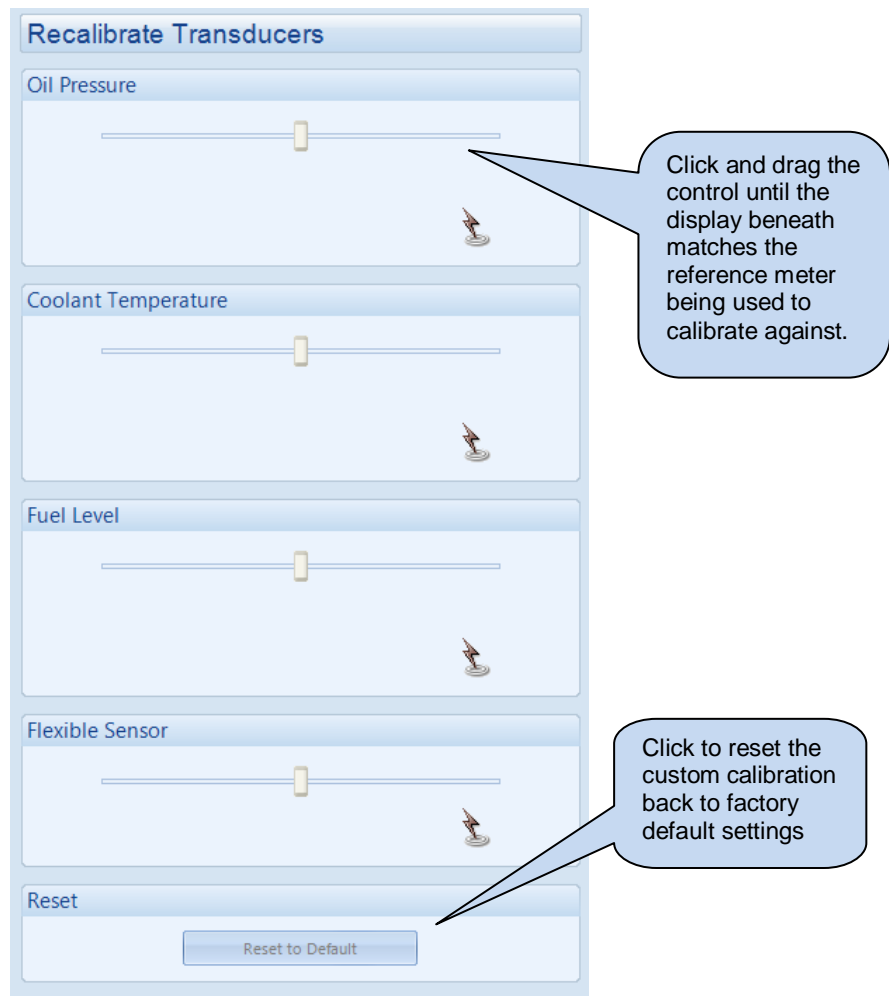 Recalibrate Transducers
Oil Pressure
Click and drag the
control until the
display beneath
matches the
reference meter
being used to
calibrate against.
Coolant Temperature
Fuel Level
Flexible Sensor
Click to reset the
custom calibration
back to factory
default settings
Reset
Reset to Default